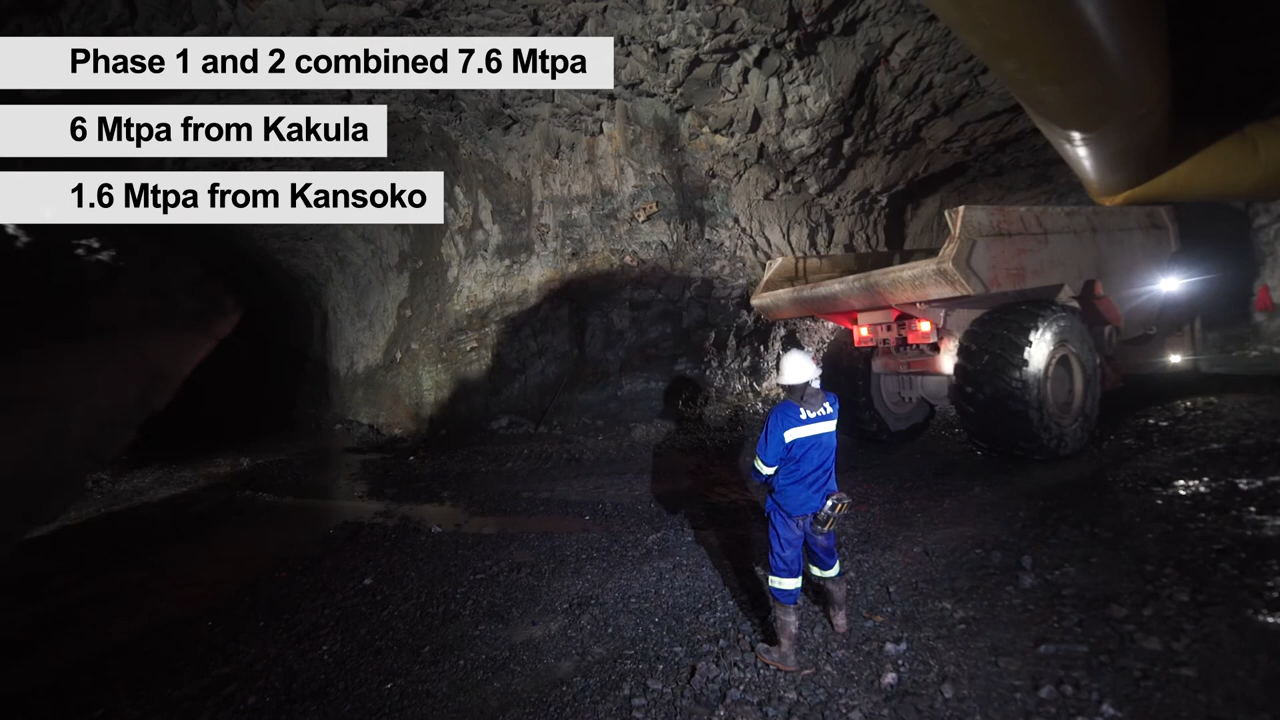 Phase 1 and 2 combined 7.6 Mtpa
6 Mtpa from Kakula
1.6 Mtpa from Kansoko